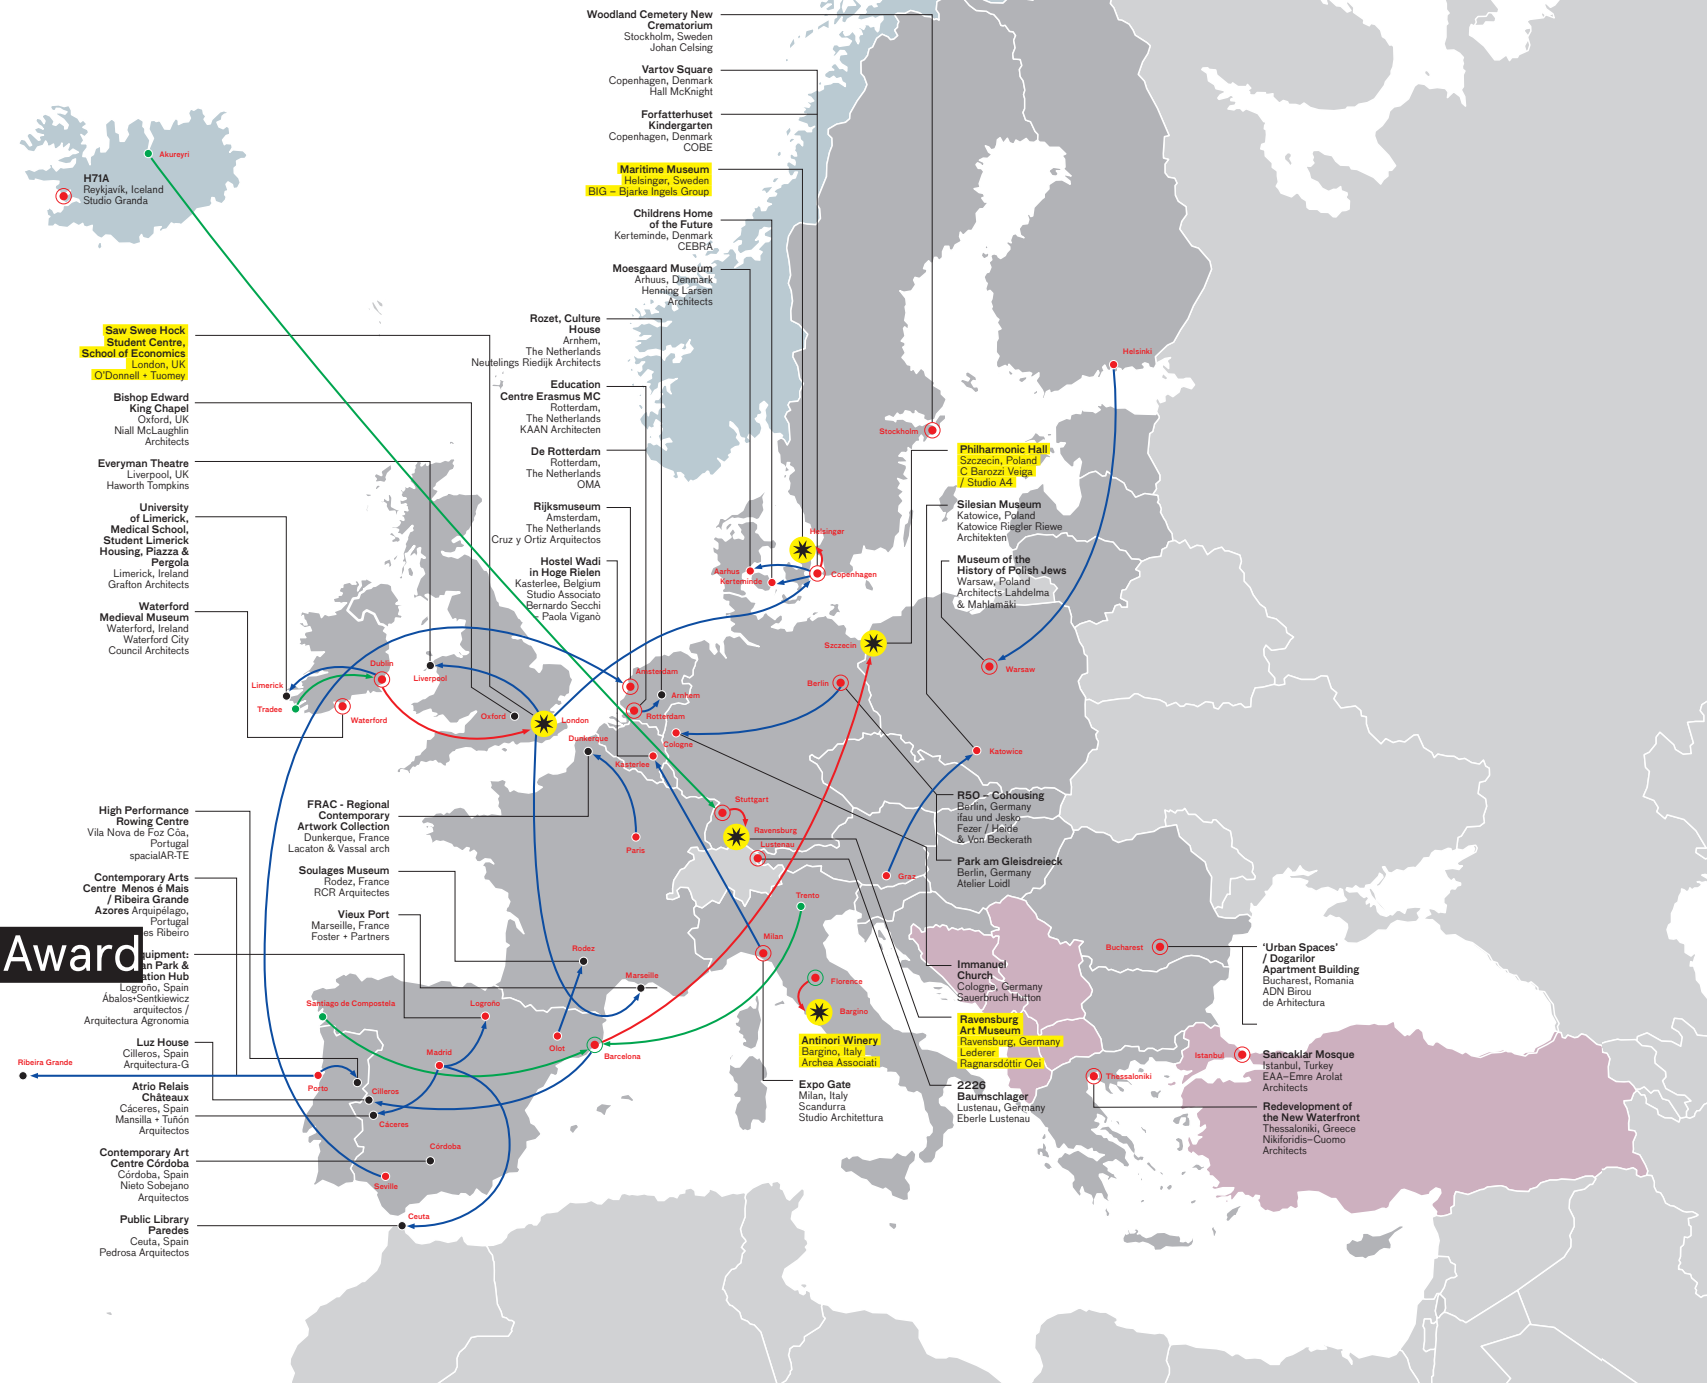 Woodland Cemetery New
Crematorium
Stockholm, Sweden
Johan Celsing
Vartov Square
Copenhagen, Denmark
Hall McKnight
Forfatterhuset
Kindergarten
Copenhagen, Denmark
COBE
Maritime Museum
Helsingør, Sweden
BIG – Bjarke Ingels Group
Childrens Home
of the Future
Kerteminde, Denmark
CEBRA
Moesgaard Museum
Arhuus, Denmark
Henning Larsen
Architects
Rozet, Culture
House
Arnhem,
The Netherlands
Neutelings Riedijk Architects
Education
Centre Erasmus MC
Rotterdam,
The Netherlands
KAAN Architecten
De Rotterdam
Rotterdam,
The Netherlands
OMA
Rijksmuseum
Amsterdam,
The Netherlands
Cruz y Ortiz Arquitectos
Hostel Wadi
in Hoge Rielen
Kasterlee, Belgium
Studio Associato
Bernardo Secchi
– Paola Viganò
Akureyri
H71A
Reykjavík, Iceland
Studio Granda
Saw Swee Hock
Student Centre,
School of Economics
London, UK
O'Donnell + Tuomey
Bishop Edward
King Chapel
Oxford, UK
Niall McLaughlin
Architects
Everyman Theatre
Liverpool, UK
Haworth Tompkins
University
of Limerick,
Medical School,
Student Limerick
Housing, Piazza &
Pergola
Limerick, Ireland
Grafton Architects
Waterford
Medieval Museum
Waterford, Ireland
Waterford City
Council Architects
High Performance
Rowing Centre
Vila Nova de Foz Côa,
Portugal
spacialAR-TE
Contemporary Arts
Centre Menos é Mais
/ Ribeira Grande
Azores Arquipélago,
Portugal
es Ribeiro
Award
quipment:
an Park &
ation Hub
Logroño, Spain
Ábalos+Sentkiewicz
arquitectos /
Arquitectura Agronomia
Luz House
Cilleros, Spain
Arquitectura-G
Atrio Relais
Châteaux
Cáceres, Spain
Mansilla + Tuñón
Arquitectos
Contemporary Art
Centre Córdoba
Córdoba, Spain
Nieto Sobejano
Arquitectos
Public Library
Paredes
Ceuta, Spain
Pedrosa Arquitectos
FRAC - Regional
Contemporary
Artwork Collection
Dunkerque, France
Lacaton & Vassal arch
Soulages Museum
Rodez, France
RCR Arquitectes
Vieux Port
Marseille, France
Foster + Partners
Philharmonic Hall
Szczecin, Poland
C Barozzi Veiga
/ Studio A4
Silesian Museum
Katowice, Poland
Katowice Riegler Riewe
Architekten
Museum of the
History of Polish Jews
Warsaw, Poland
Architects Lahdelma
& Mahlamäki
R50 – Cohousing
Berlin, Germany
ifau und Jesko
Fezer / Heide
& Von Beckerath
Park am Gleisdreieck
Berlin, Germany
Atelier Loidl
Immanuel
Church
Cologne, Germany
Sauerbruch Hutton
Ravensburg
Art Museum
Ravensburg, Germany
Lederer
Ragnarsdóttir Oei
2226
Baumschlager
Lustenau, Germany
Eberle Lustenau
Antinori Winery
Bargino, Italy
Archea Associati
Expo Gate
Milan, Italy
Scandurra
Studio Architettura
'Urban Spaces'
/ Dogarilor
Apartment Building
Bucharest, Romania
ADN Birou
de Arhitectura
Sancaklar Mosque
Istanbul, Turkey
EAA–Emre Arolat
Architects
Redevelopment of
the New Waterfront
Thessaloniki, Greece
Nikiforidis–Cuomo
Architects
Helsinki
Stockholm
Helsingør
Aarhus
Kerteminde
Copenhagen
Szczecin
Warsaw
Berlin
Dublin
Limerick
Tradee
Waterford
Liverpool
Oxford
London
Amsterdam
Arnhem
Rotterdam
Dunkerque
Cologne
Kasterlee
Katowice
Stuttgart
Ravensburg
Lustenau
Paris
Graz
Trento
Milan
Rodez
Marseille
Florence
Bargino
Bucharest
Santiago de Compostela
Logroño
Olot
Barcelona
Madrid
Ribeira Grande
Porto
Cilleros
Cáceres
Córdoba
Seville
Ceuta
Istanbul
Thessaloniki